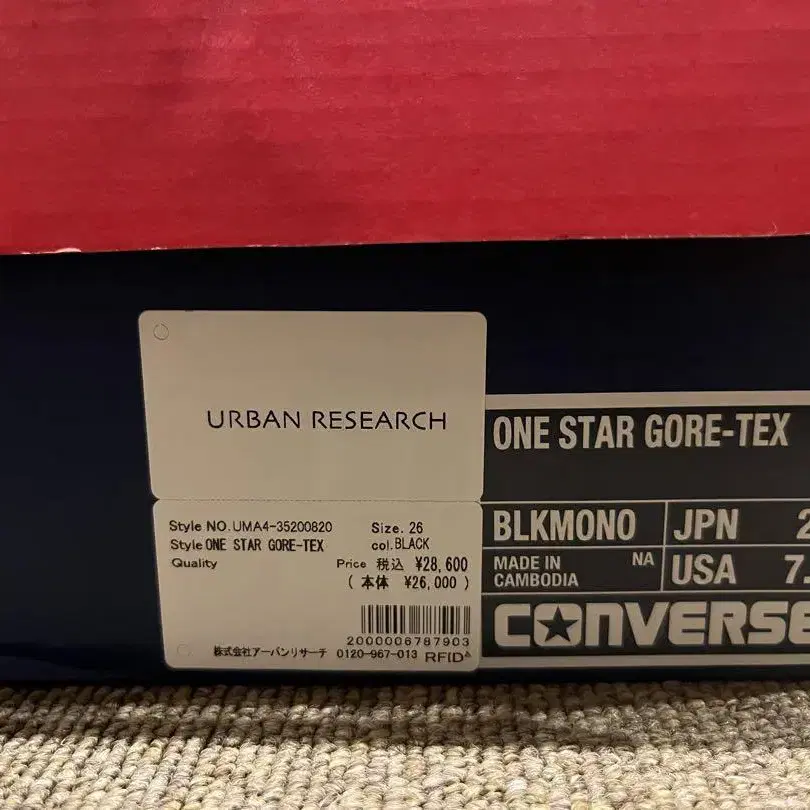 URBAN RESEARCH
Style NO.UMA4-35200820 Size. 26
Style ONE STAR GORE-TEX col.BLACK
Quality Price 税込 ¥28,600
( 本体 ¥26,000 )
2000006787903
株式会社アーバンリサーチ 0120-967-013 RFID
ONE STAR GORE-TEX
BLKMONO JPN 2
MADE IN CAMBODIA NA USA 7.
CONVERSE